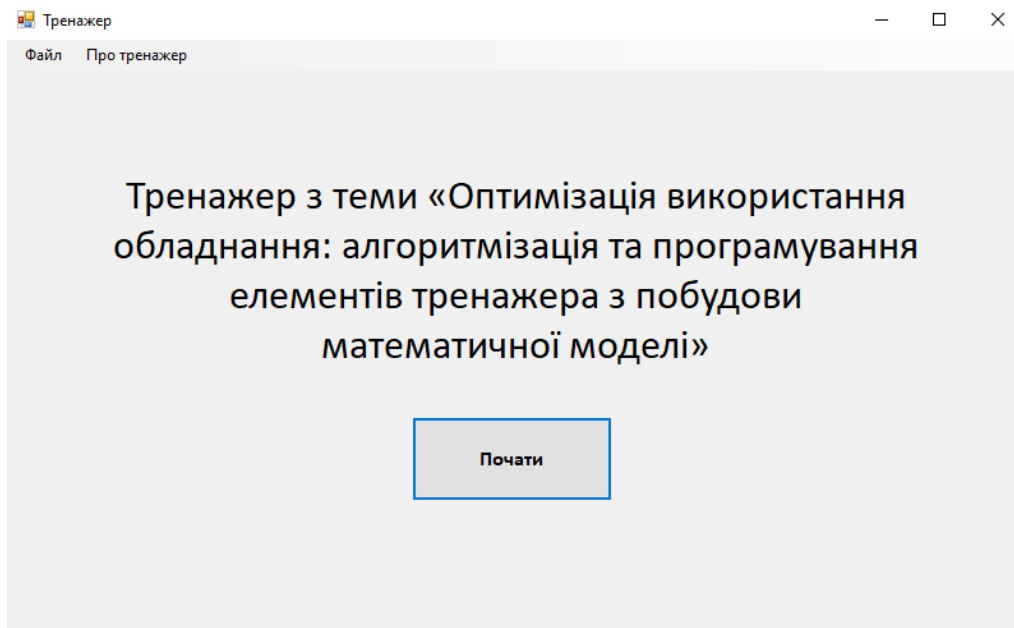 Тренажер
Файл Про тренажер
Тренажер з теми «Оптимізація використання
обладнання: алгоритмізація та програмування
елементів тренажера з побудови
математичної моделі»
Почати